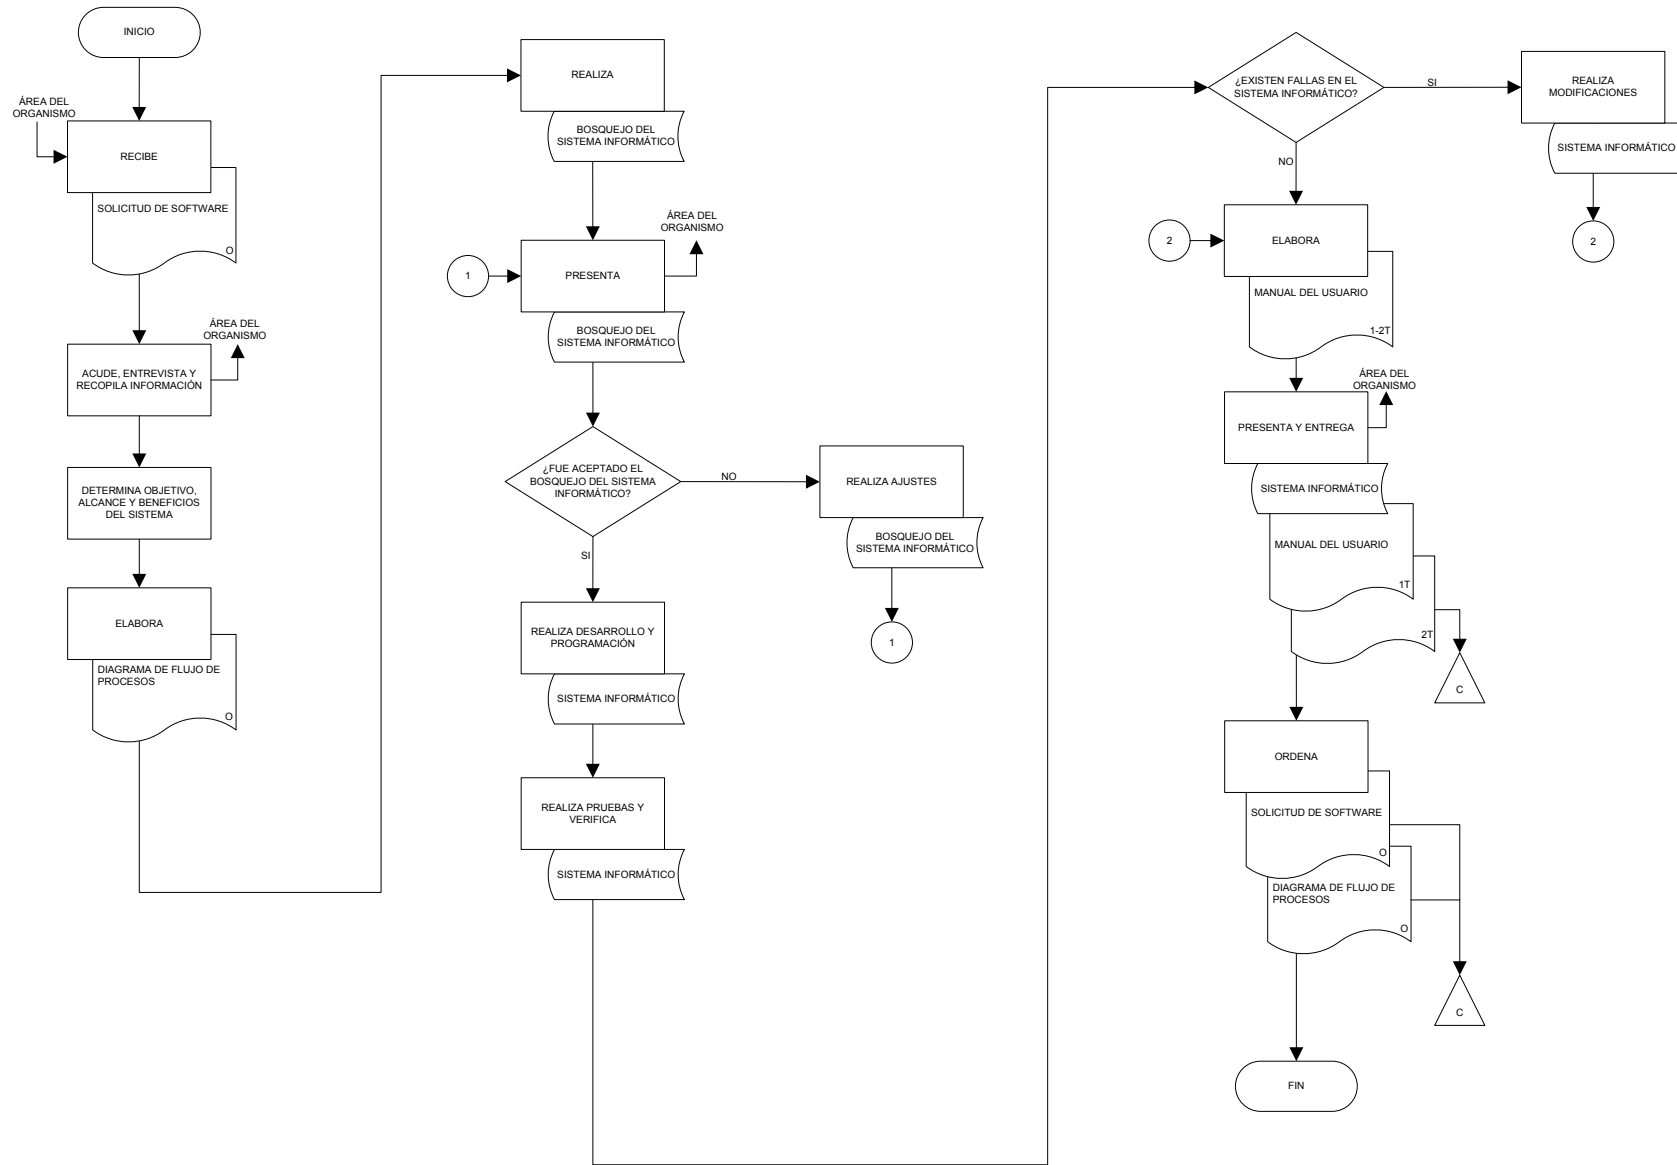 INICIO
ÁREA DEL
ORGANISMO
RECIBE
SOLICITUD DE SOFTWARE
O
ÁREA DEL
ORGANISMO
ACUDE, ENTREVISTA Y
RECOPILA INFORMACIÓN
DETERMINA OBJETIVO,
ALCANCE Y BENEFICIOS
DEL SISTEMA
ELABORA
DIAGRAMA DE FLUJO DE
PROCESOS
O
REALIZA
BOSQUEJO DEL
SISTEMA INFORMÁTICO
ÁREA DEL
ORGANISMO
1
PRESENTA
BOSQUEJO DEL
SISTEMA INFORMÁTICO
¿FUE ACEPTADO EL
BOSQUEJO DEL SISTEMA
INFORMÁTICO?
NO
REALIZA AJUSTES
BOSQUEJO DEL
SISTEMA INFORMÁTICO
1
SI
REALIZA DESARROLLO Y
PROGRAMACIÓN
SISTEMA INFORMÁTICO
REALIZA PRUEBAS Y
VERIFICA
SISTEMA INFORMÁTICO
¿EXISTEN FALLAS EN EL
SISTEMA INFORMÁTICO?
SI
REALIZA
MODIFICACIONES
SISTEMA INFORMÁTICO
2
NO
2
ELABORA
MANUAL DEL USUARIO
1-2T
ÁREA DEL
ORGANISMO
PRESENTA Y ENTREGA
SISTEMA INFORMÁTICO
MANUAL DEL USUARIO
1T
2T
C
ORDENA
SOLICITUD DE SOFTWARE
O
DIAGRAMA DE FLUJO DE
PROCESOS
O
C
FIN